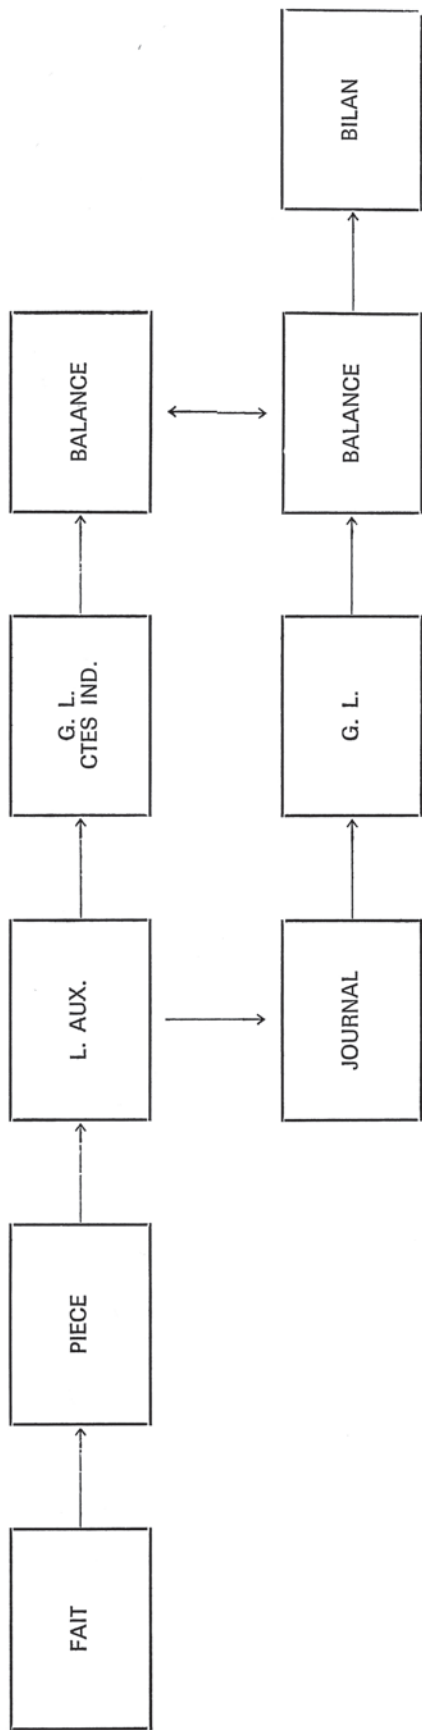 FAIT
PIECE
L. AUX.
G. L.
CTES IND.
BALANCE
JOURNAL
G. L.
BALANCE
BILAN